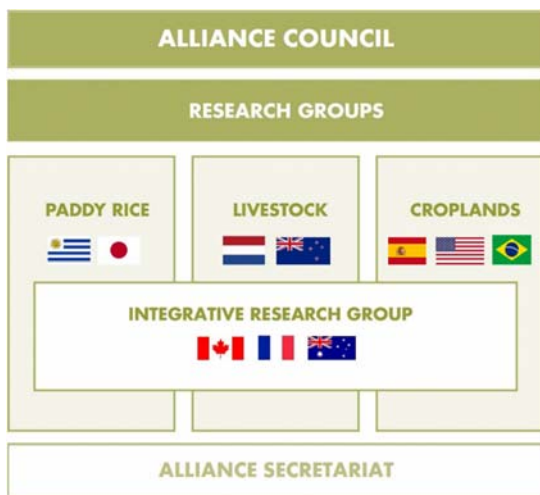 ALLIANCE COUNCIL
RESEARCH GROUPS
PADDY RICE
LIVESTOCK
CROPLANDS
INTEGRATIVE RESEARCH GROUP
ALLIANCE SECRETARIAT